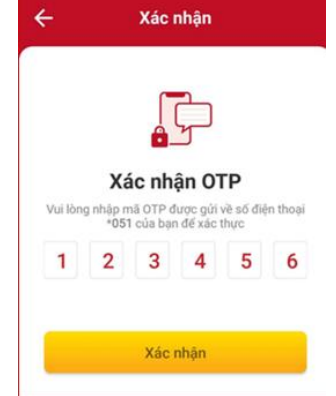 Xác nhận
Xác nhận OTP
Vui lòng nhập mã OTP được gửi về số điện thoại
*051 của bạn để xác thực
1 2 3 4 5 6
Xác nhận